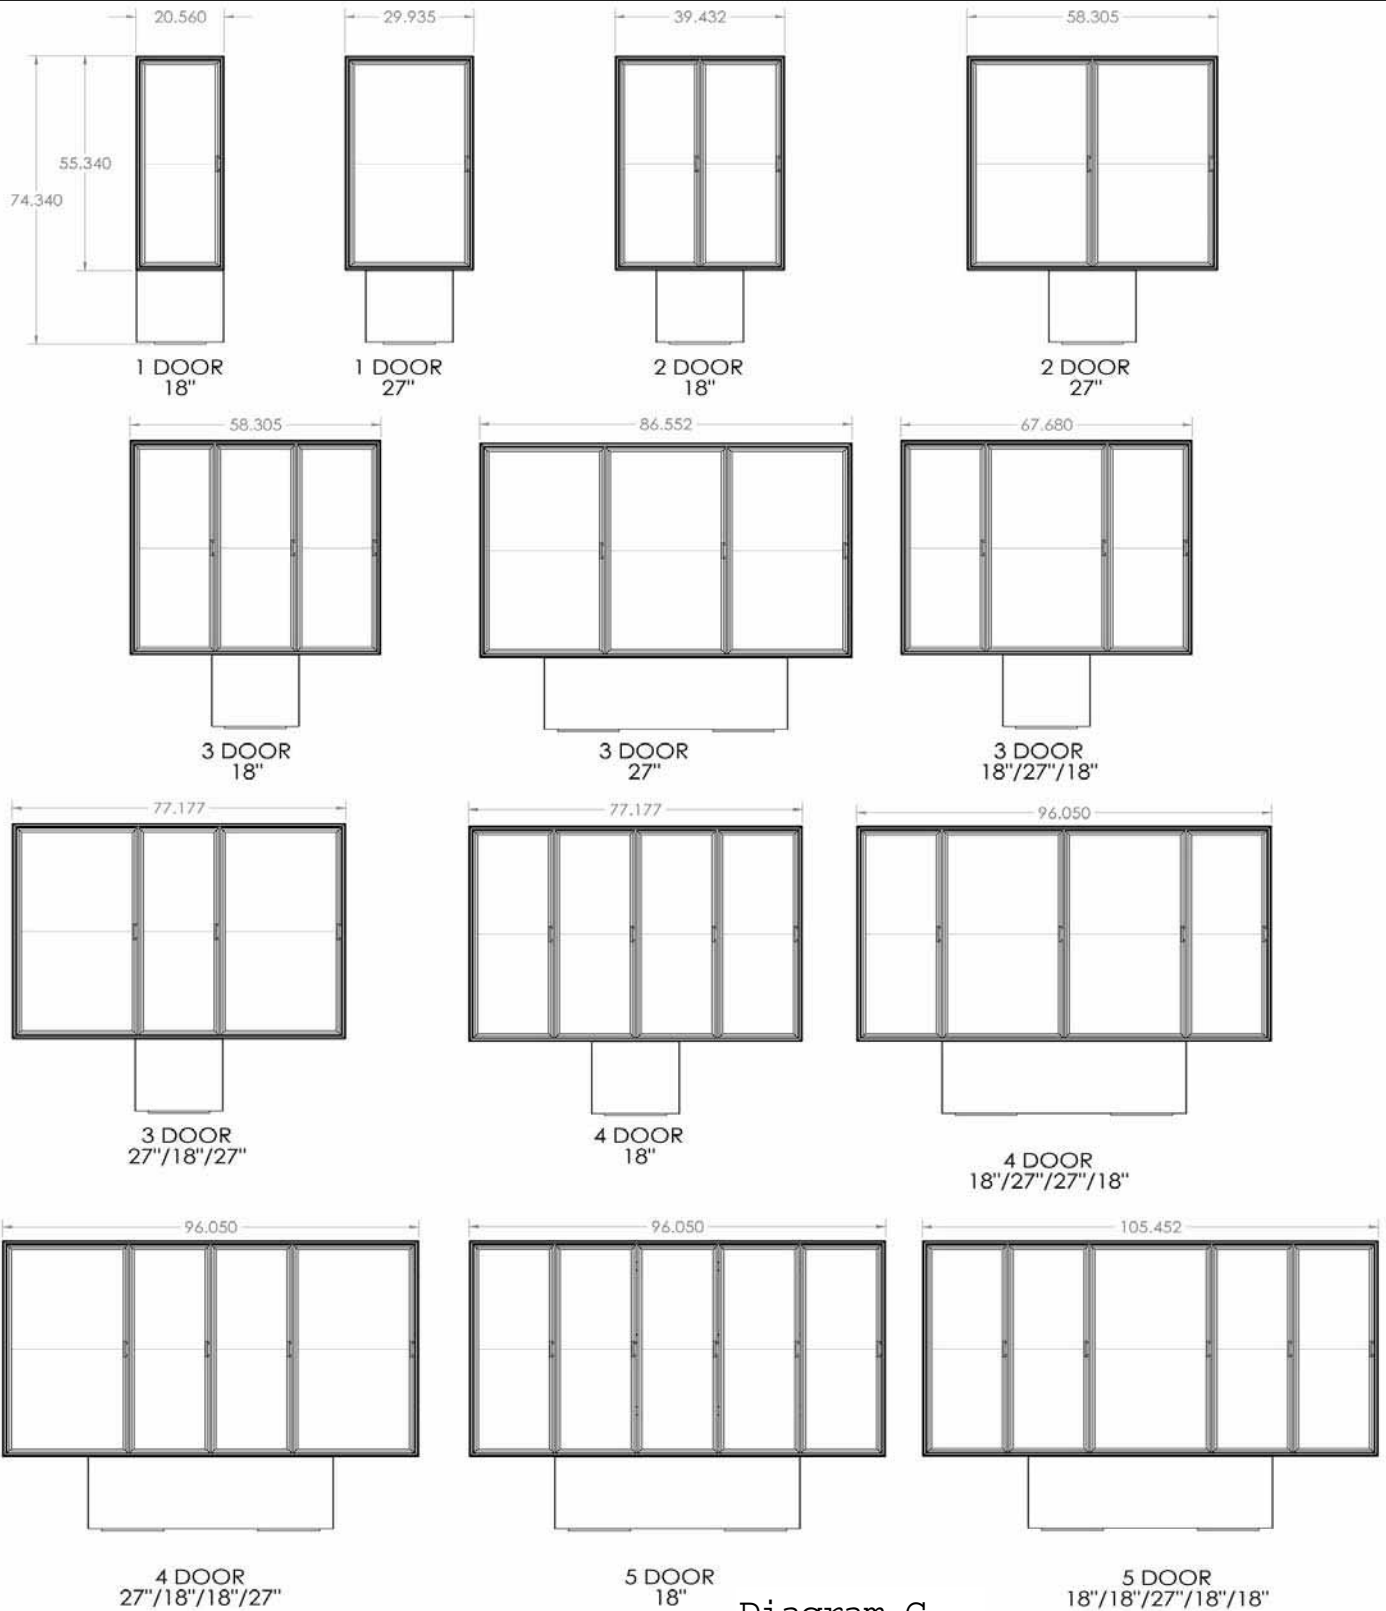 20.560
29.935
39.432
58.305
55.340
74.340
1 DOOR
18"
1 DOOR
27"
2 DOOR
18"
2 DOOR
27"
58.305
86.552
67.680
3 DOOR
18"
3 DOOR
27"
3 DOOR
18"/27"/18"
77.177
77.177
96.050
3 DOOR
27"/18"/27"
4 DOOR
18"
4 DOOR
18"/27"/27"/18"
96.050
96.050
105.452
4 DOOR
27"/18"/18"/27"
5 DOOR
18"
5 DOOR
18"/18"/27"/18"/18"
Diagram C